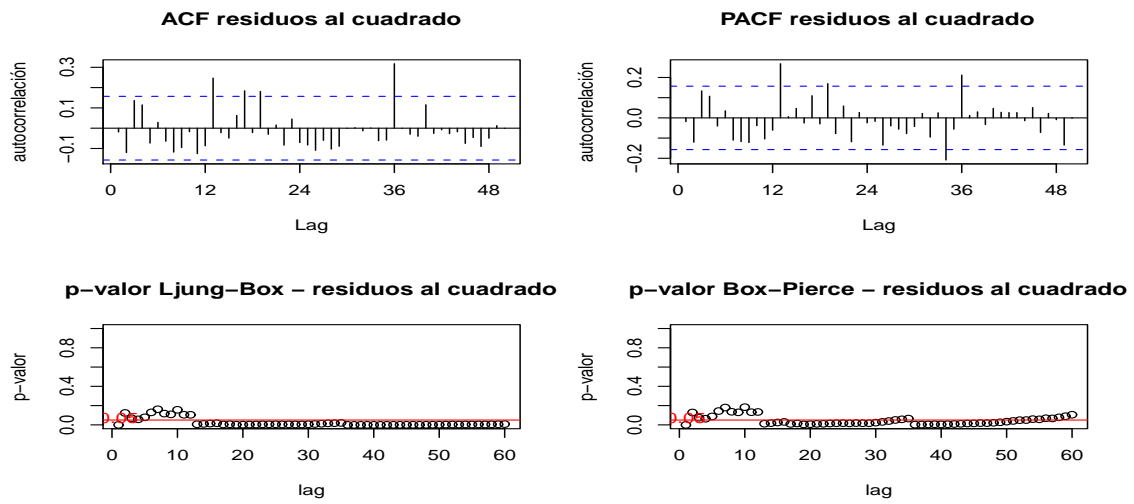 ACF residuos al cuadrado
autocorrelación
0.3
0.1
−0.1
0 12 24 36 48
Lag
PACF residuos al cuadrado
autocorrelación
0.2
0.0
−0.2
0 12 24 36 48
Lag
p−valor Ljung−Box − residuos al cuadrado
p−valor
0.8
0.4
0.0
0 10 20 30 40 50 60
lag
p−valor Box−Pierce − residuos al cuadrado
p−valor
0.8
0.4
0.0
0 10 20 30 40 50 60
lag